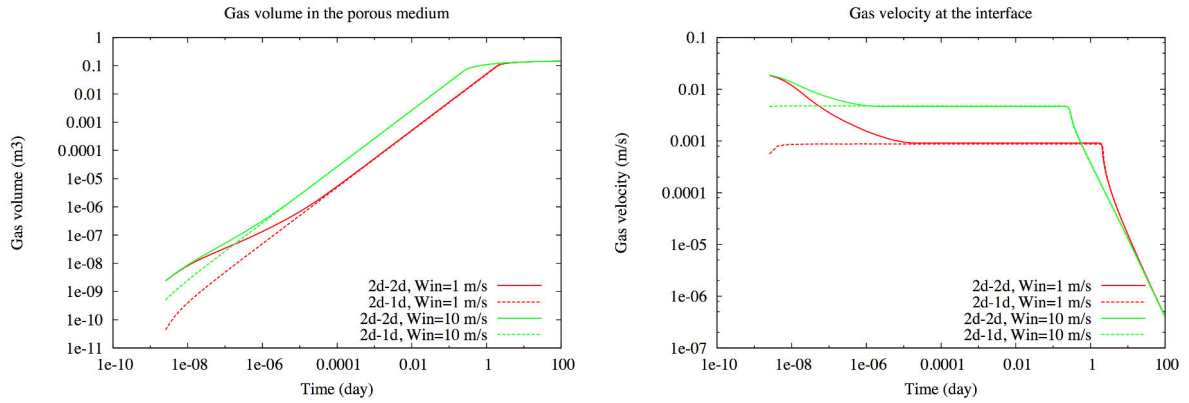 Gas volume in the porous medium
1
0.1
0.01
0.001
0.0001
1e-05
1e-06
1e-07
1e-08
1e-09
1e-10
1e-11
Gas volume (m3)
2d-2d, Win=1 m/s
2d-1d, Win=1 m/s
2d-2d, Win=10 m/s
2d-1d, Win=10 m/s
1e-10 1e-08 1e-06 0.0001 0.01 1 100
Time (day)
Gas velocity at the interface
0.1
0.01
0.001
0.0001
1e-05
1e-06
1e-07
Gas velocity (m/s)
2d-2d, Win=1 m/s
2d-1d, Win=1 m/s
2d-2d, Win=10 m/s
2d-1d, Win=10 m/s
1e-10 1e-08 1e-06 0.0001 0.01 1 100
Time (day)